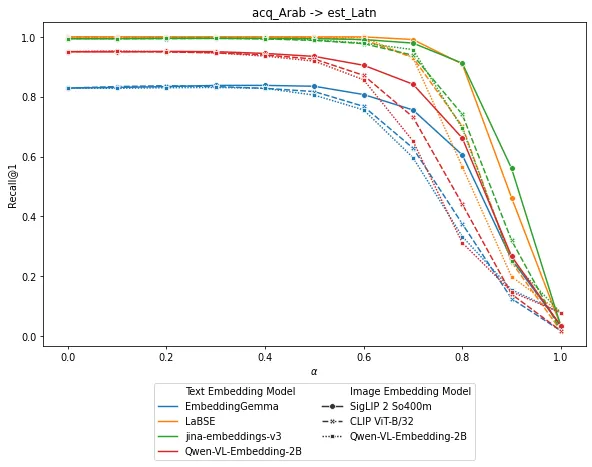 acq_Arab -> est_Latn
Recall@1
1.0
0.8
0.6
0.4
0.2
0.0
0.0
0.2
0.4
0.6
0.8
1.0
α
Text Embedding Model
EmbeddingGemma
LaBSE
jina-embeddings-v3
Qwen-VL-Embedding-2B
Image Embedding Model
SigLIP 2 So400m
CLIP ViT-B/32
Qwen-VL-Embedding-2B